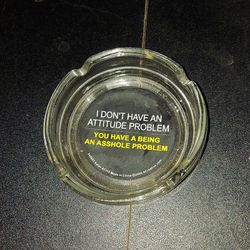 I DON'T HAVE AN
ATTITUDE PROBLEM
YOU HAVE A BEING
AN ASSHOLE PROBLEM